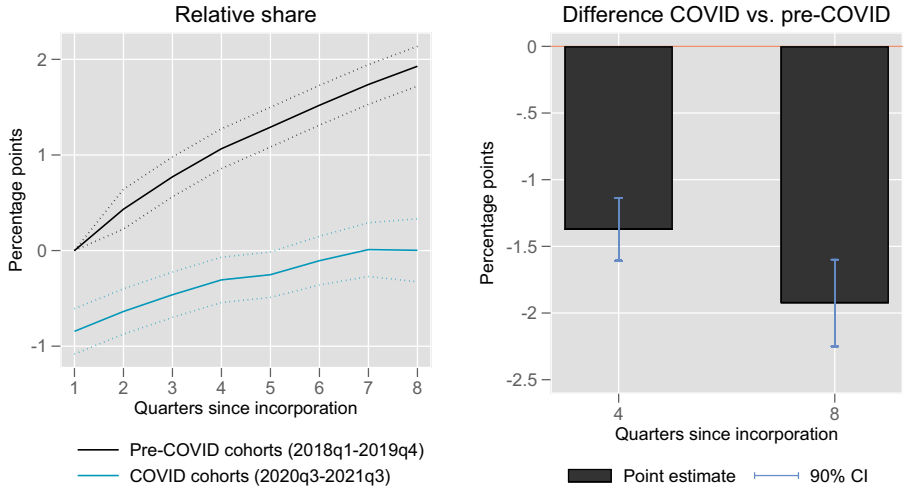 Relative share
Percentage points
2
1
0
-1
1 2 3 4 5 6 7 8
Quarters since incorporation
Pre-COVID cohorts (2018q1-2019q4)
COVID cohorts (2020q3-2021q3)
Difference COVID vs. pre-COVID
Percentage points
0
-.5
-1
-1.5
-2
-2.5
4 8
Quarters since incorporation
Point estimate 90% CI